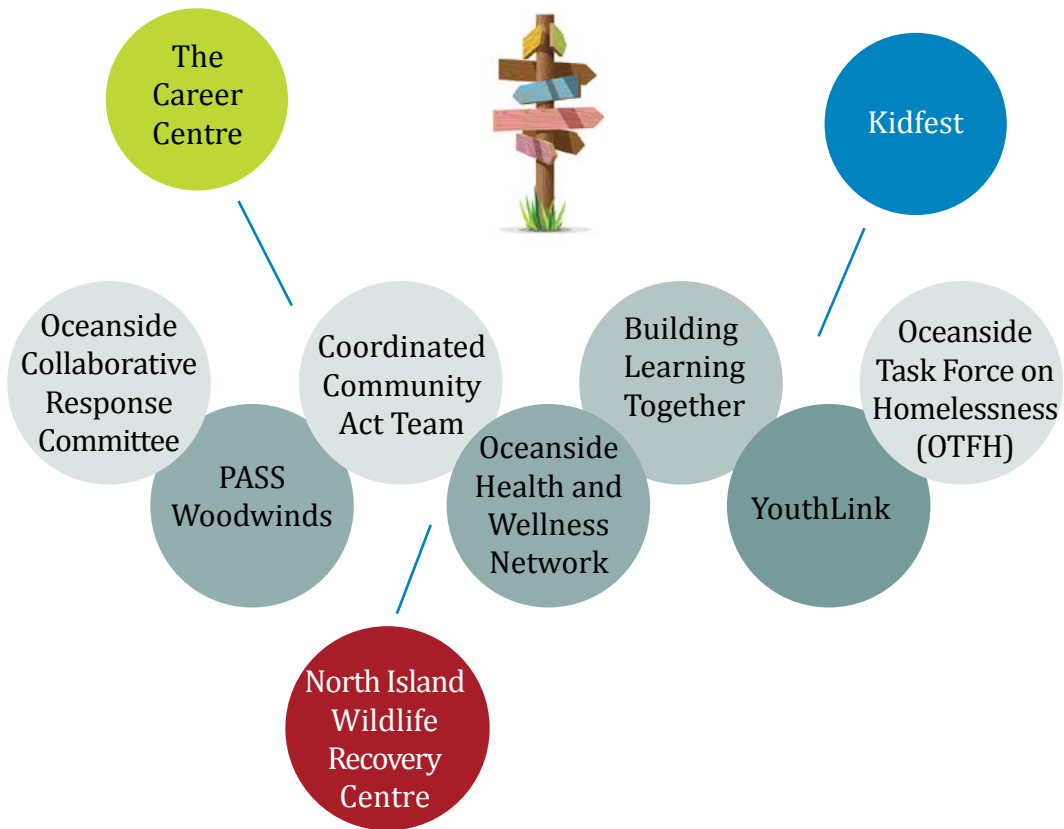 The
Career
Centre
Kidfest
Oceanside
Collaborative
Response
Committee
PASS
Woodwinds
Coordinated
Community
Act Team
Oceanside
Health and
Wellness
Network
Building
Learning
Together
YouthLink
Oceanside
Task Force on
Homelessness
(OTFH)
North Island
Wildlife
Recovery
Centre